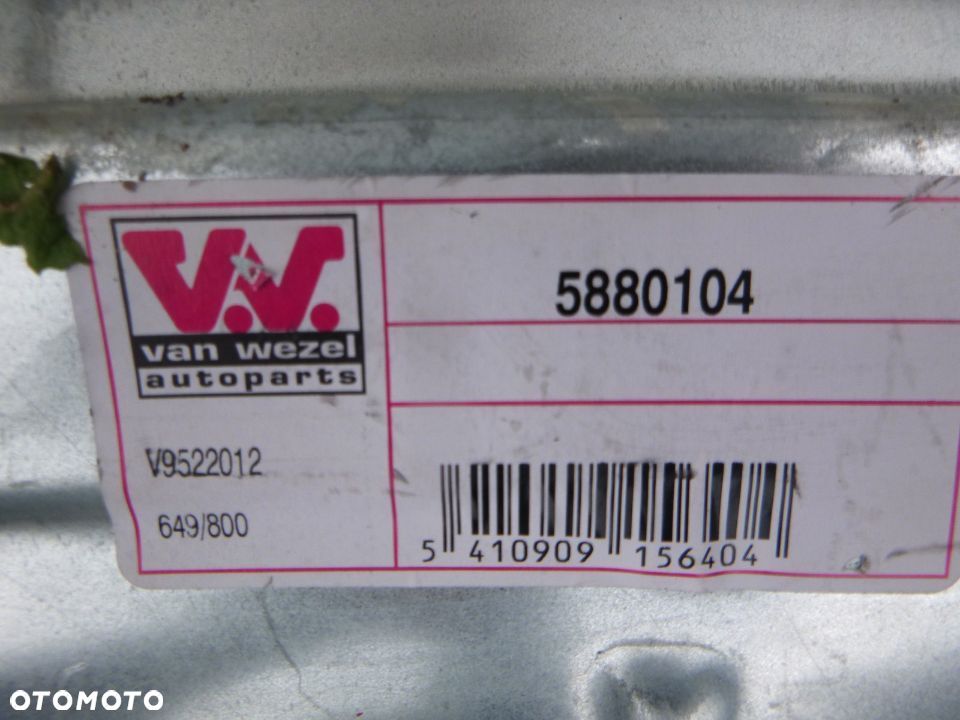 V.V.
van wezel
autoparts
5880104
V9522012
649/800
5 410909 156404
OTOMOTO